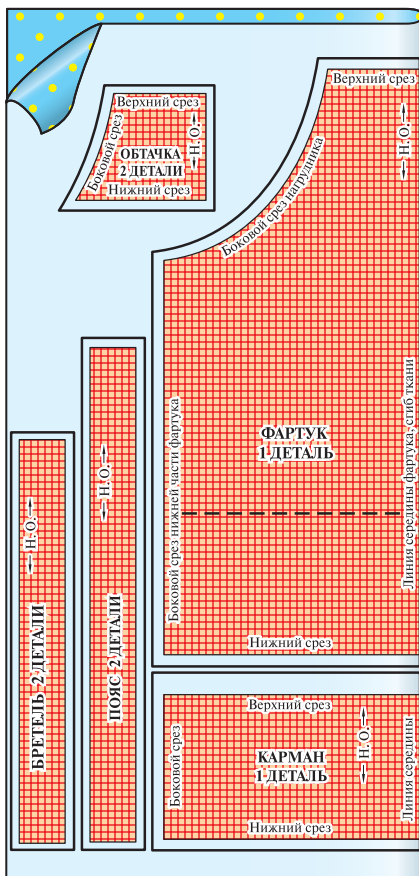 Верхний срез
Боковой срез
ОБТАЧКА
2 ДЕТАЛИ
Н.О.
Нижний срез
Верхний срез
Н.О.
Боковой срез нагрудника
ФАРТУК
1 ДЕТАЛЬ
Боковой срез нижней части фартука
Линия середины фартука, сгиб ткани
Нижний срез
Н.О.
ПОЯС 2 ДЕТАЛИ
Н.О.
БРЕТЕЛЬ 2 ДЕТАЛИ
Верхний срез
Боковой срез
КАРМАН
1 ДЕТАЛЬ
Н.О.
Линия середины
Нижний срез